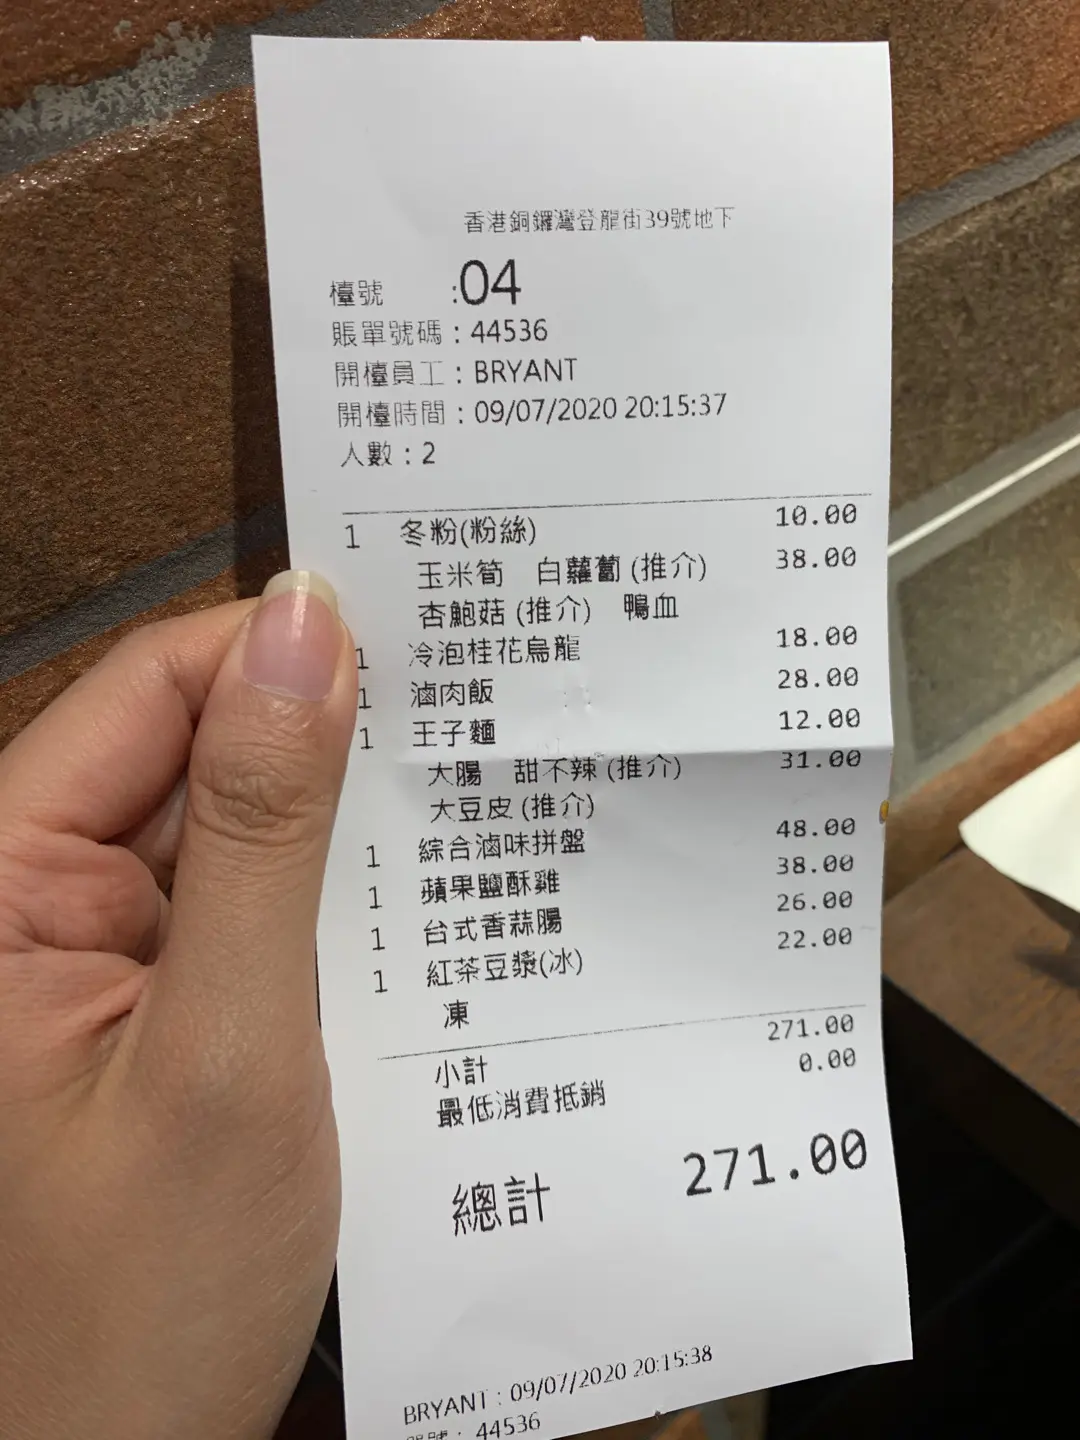 香港銅鑼灣登龍街39號地下
檯號 :04
賬單號碼：44536
開檯員工：BRYANT
開檯時間：09/07/2020 20:15:37
人數：2
1 冬粉(粉絲) 10.00
玉米筍 白蘿蔔 (推介) 38.00
杏鮑菇 (推介) 鴨血
1 冷泡桂花烏龍 18.00
1 滷肉飯 28.00
1 王子麵 12.00
大腸 甜不辣 (推介) 31.00
大豆皮 (推介)
1 綜合滷味拼盤 48.00
1 蘋果鹽酥雞 38.00
1 台式香蒜腸 26.00
1 紅茶豆漿(冰) 22.00
凍
小計 271.00
最低消費抵銷 0.00
總計 271.00
BRYANT : 09/07/2020 20:15:38
單號： 44536